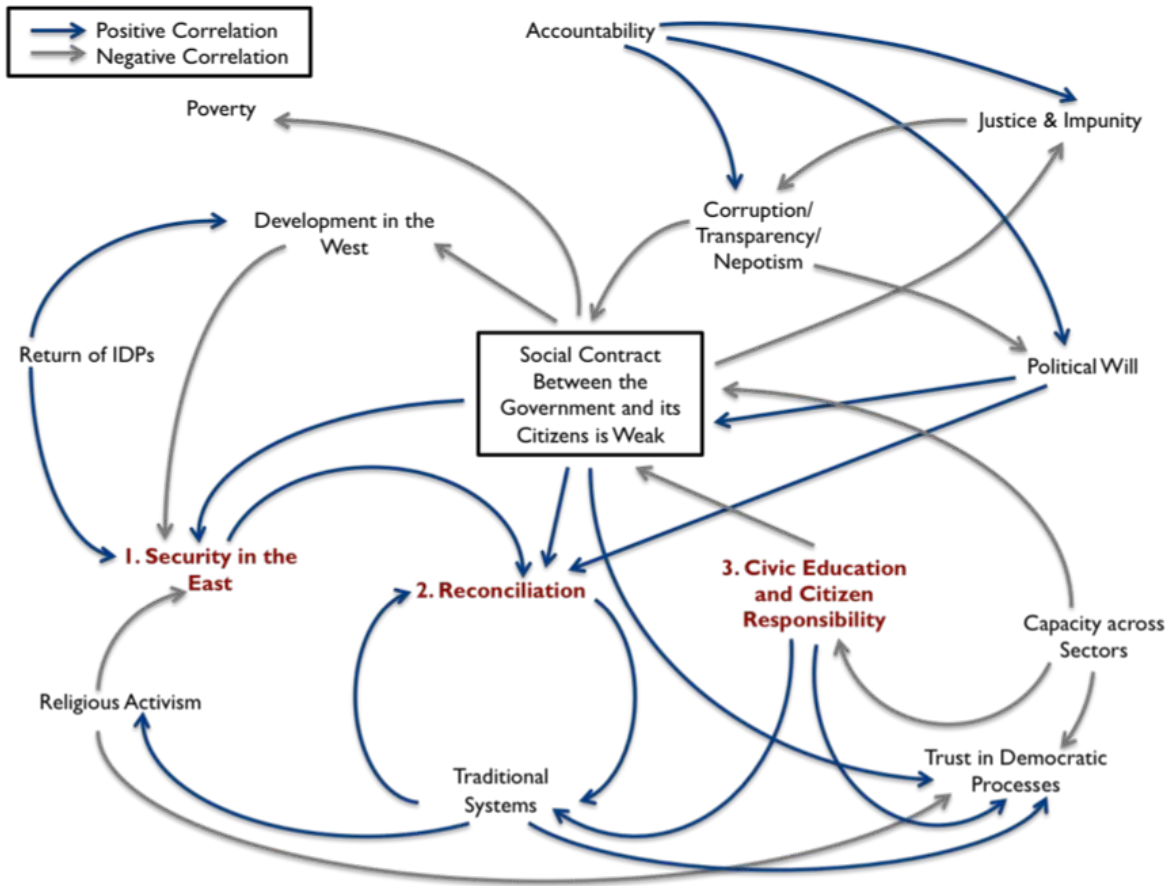 Positive Correlation
Negative Correlation
Accountability
Poverty
Justice & Impunity
Development in the
West
Corruption/
Transparency/
Nepotism
Return of IDPs
Social Contract
Between the
Government and its
Citizens is Weak
Political Will
1. Security in the
East
2. Reconciliation
3. Civic Education
and Citizen
Responsibility
Capacity across
Sectors
Religious Activism
Traditional
Systems
Trust in Democratic
Processes